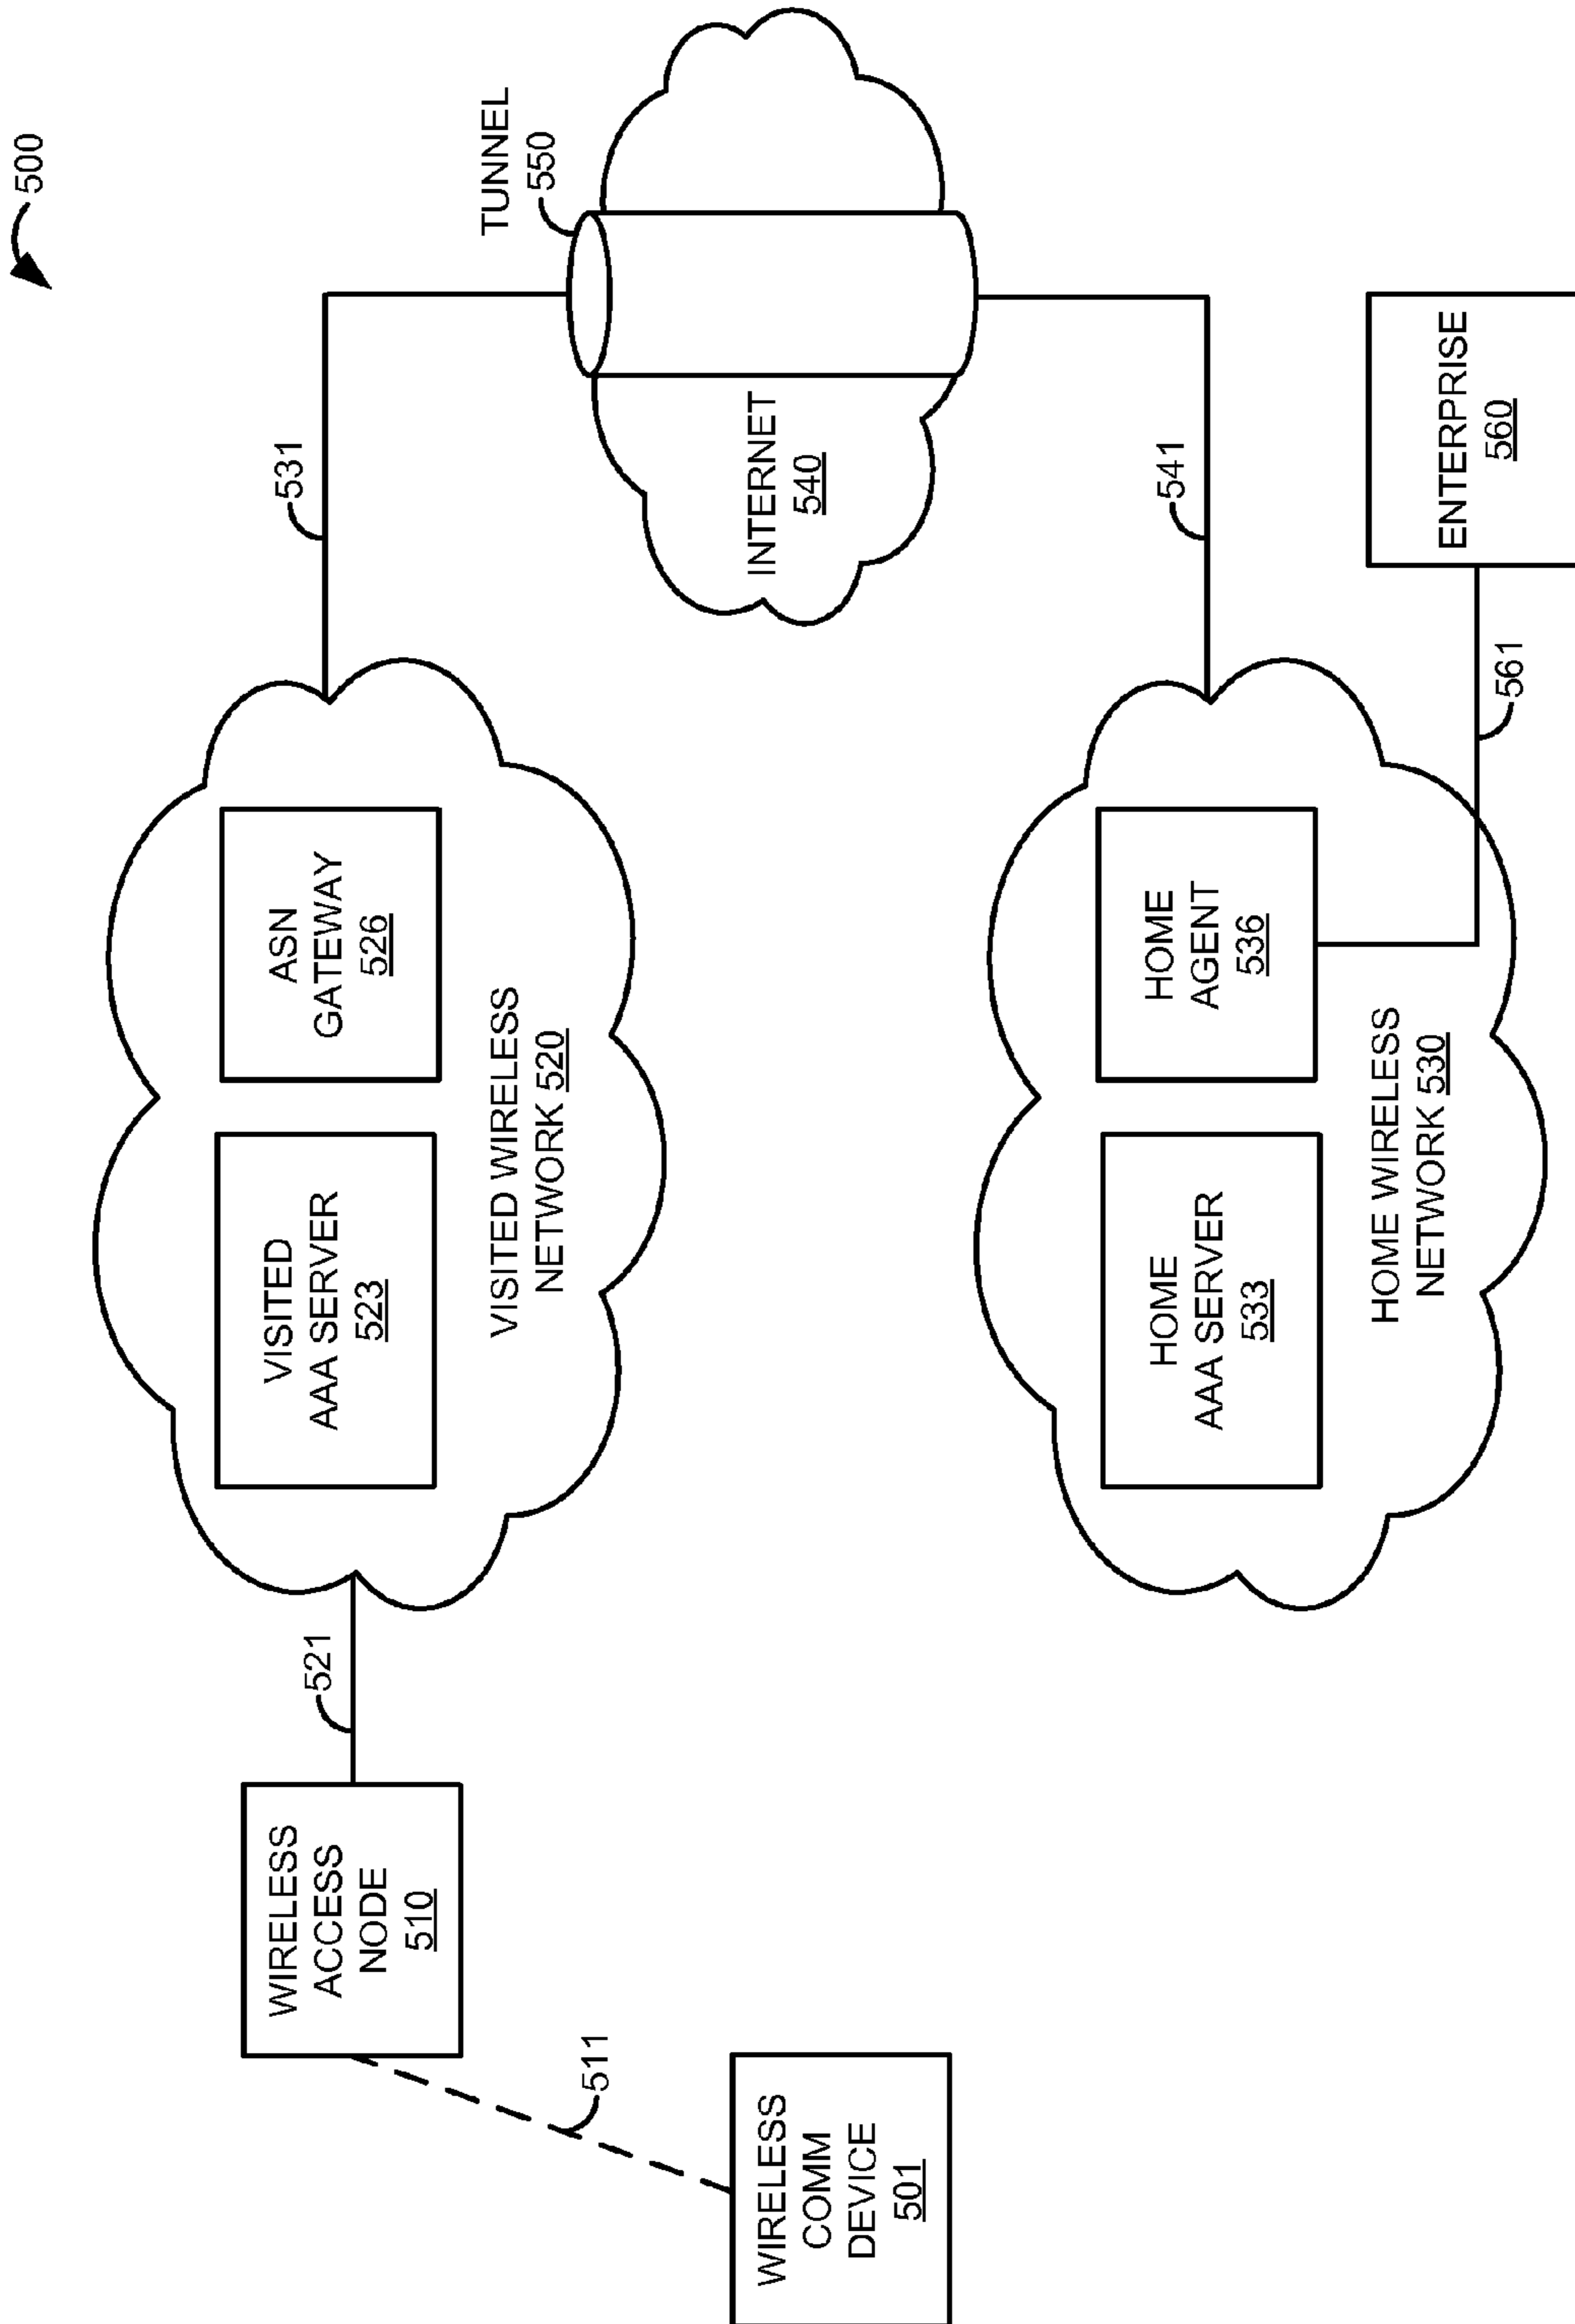 500
TUNNEL
550
531
INTERNET
540
541
ENTERPRISE
560
561
ASN
GATEWAY
526
VISITED
AAA SERVER
523
VISITED WIRELESS
NETWORK 520
HOME
AGENT
536
HOME
AAA SERVER
533
HOME WIRELESS
NETWORK 530
521
WIRELESS
ACCESS
NODE
510
511
WIRELESS
COMM
DEVICE
501